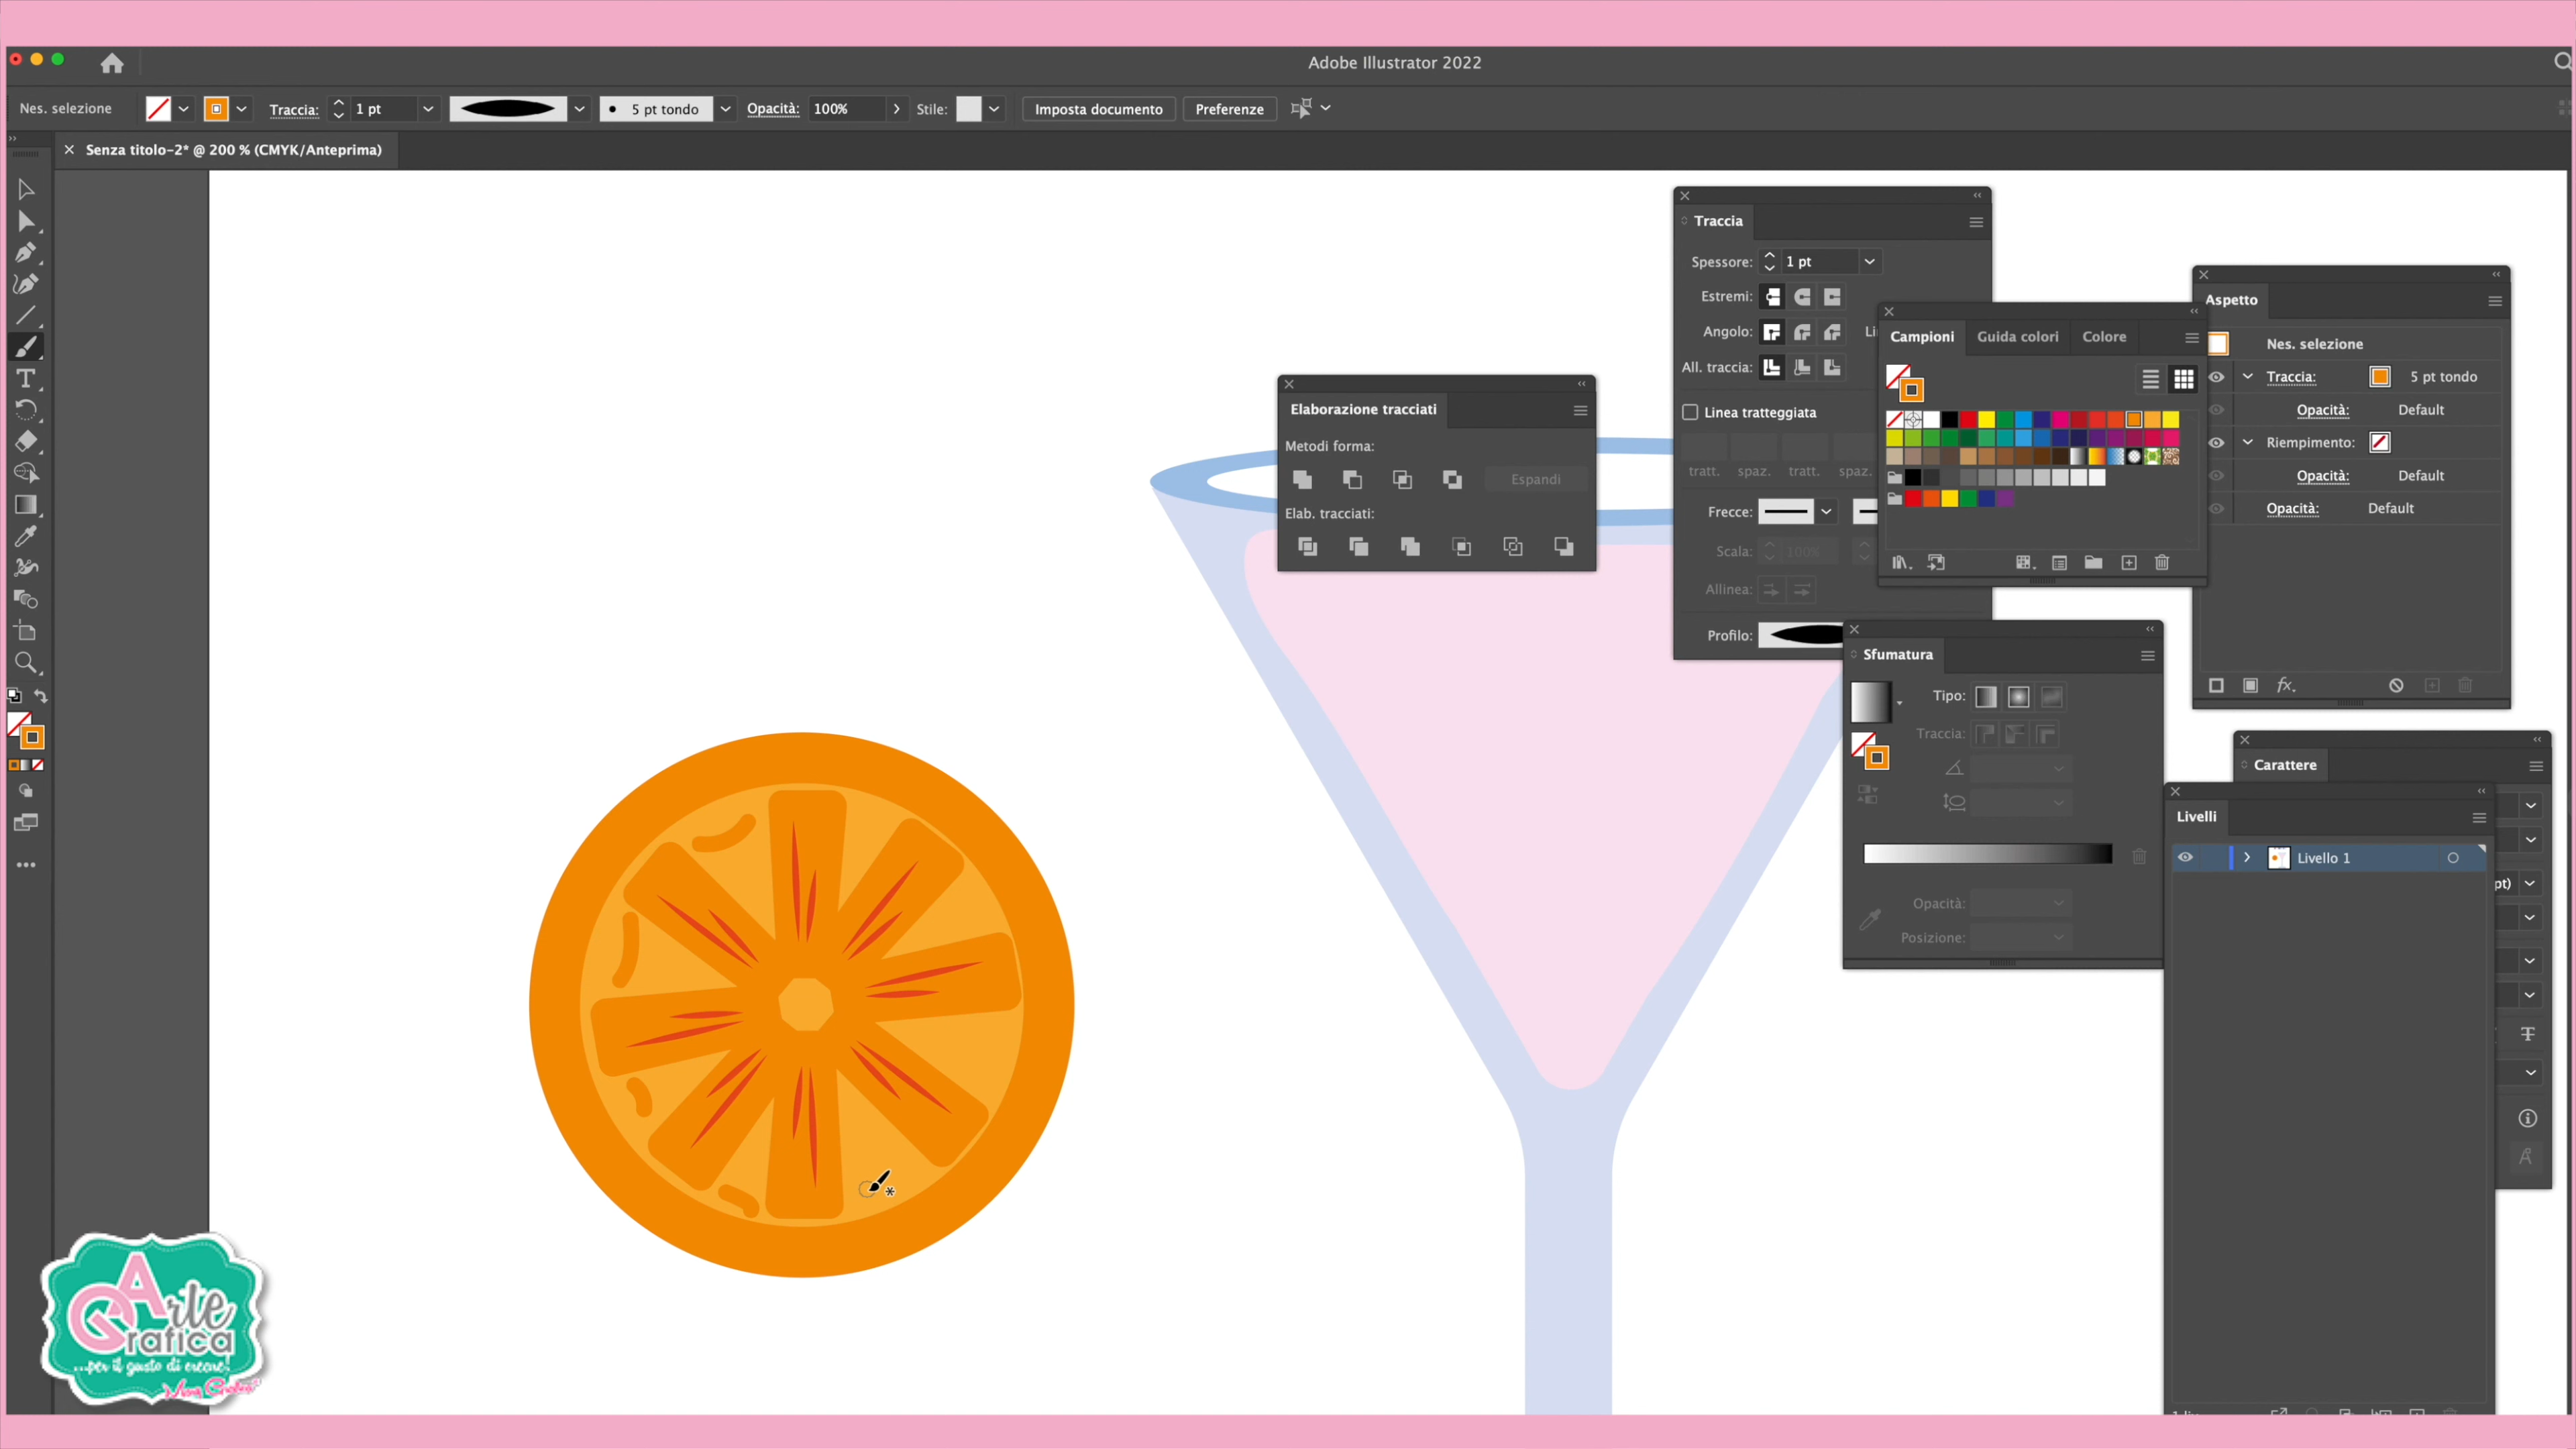 Adobe Illustrator 2022
Nes. selezione
Traccia:
1 pt
5 pt tondo
Opacità:
100%
Stile:
Imposta documento
Preferenze
Senza titolo-2* @ 200 % (CMYK/Anteprima)
Traccia
Spessore:
1 pt
Estremi:
Angolo:
All. traccia:
Linea tratteggiata
tratt.
spaz.
tratt.
spaz.
Frecce:
Scala:
100%
Allinea:
Profilo:
Elaborazione tracciati
Metodi forma:
Espandi
Elab. tracciati:
Campioni
Guida colori
Colore
Aspetto
Nes. selezione
Traccia:
5 pt tondo
Opacità:
Default
Riempimento:
Opacità:
Default
Opacità:
Default
fx.
Sfumatura
Tipo:
Traccia:
Opacità:
Posizione:
Carattere
pt)
Livelli
Livello 1
Arte
Grafica
...per il gusto di creare!